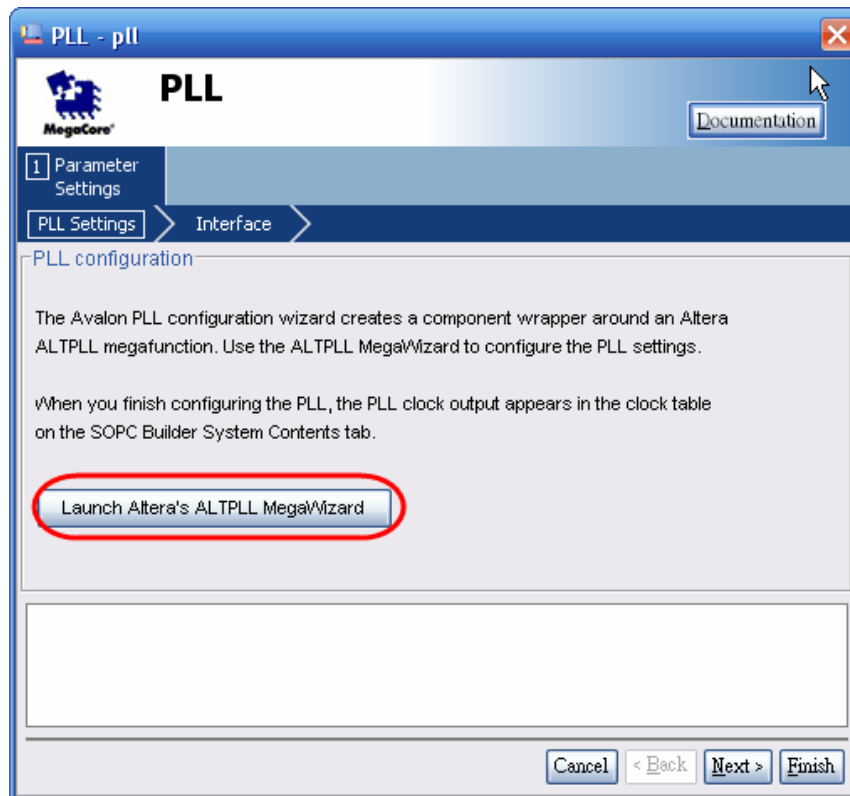 PLL - pll
PLL
MegaCore®
Documentation
1 Parameter
Settings
PLL Settings
Interface
PLL configuration
The Avalon PLL configuration wizard creates a component wrapper around an Altera
ALTPLL megafunction. Use the ALTPLL MegaWizard to configure the PLL settings.
When you finish configuring the PLL, the PLL clock output appears in the clock table
on the SOPC Builder System Contents tab.
Launch Altera's ALTPLL MegaWizard
Cancel
< Back
Next >
Finish